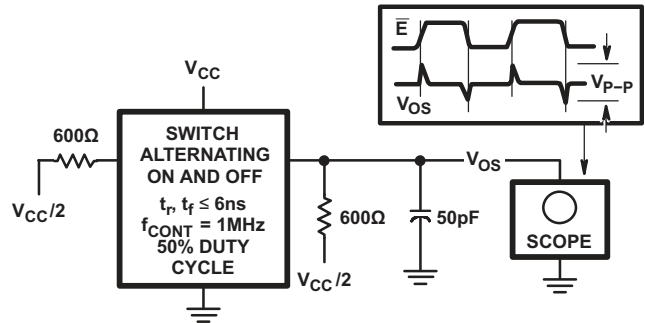 E̅
V_OS
V_P–P
V_CC
600Ω
V_CC/2
SWITCH
ALTERNATING
ON AND OFF
t_r, t_f ≤ 6ns
f_CONT = 1MHz
50% DUTY
CYCLE
600Ω
V_CC/2
50pF
V_OS
SCOPE